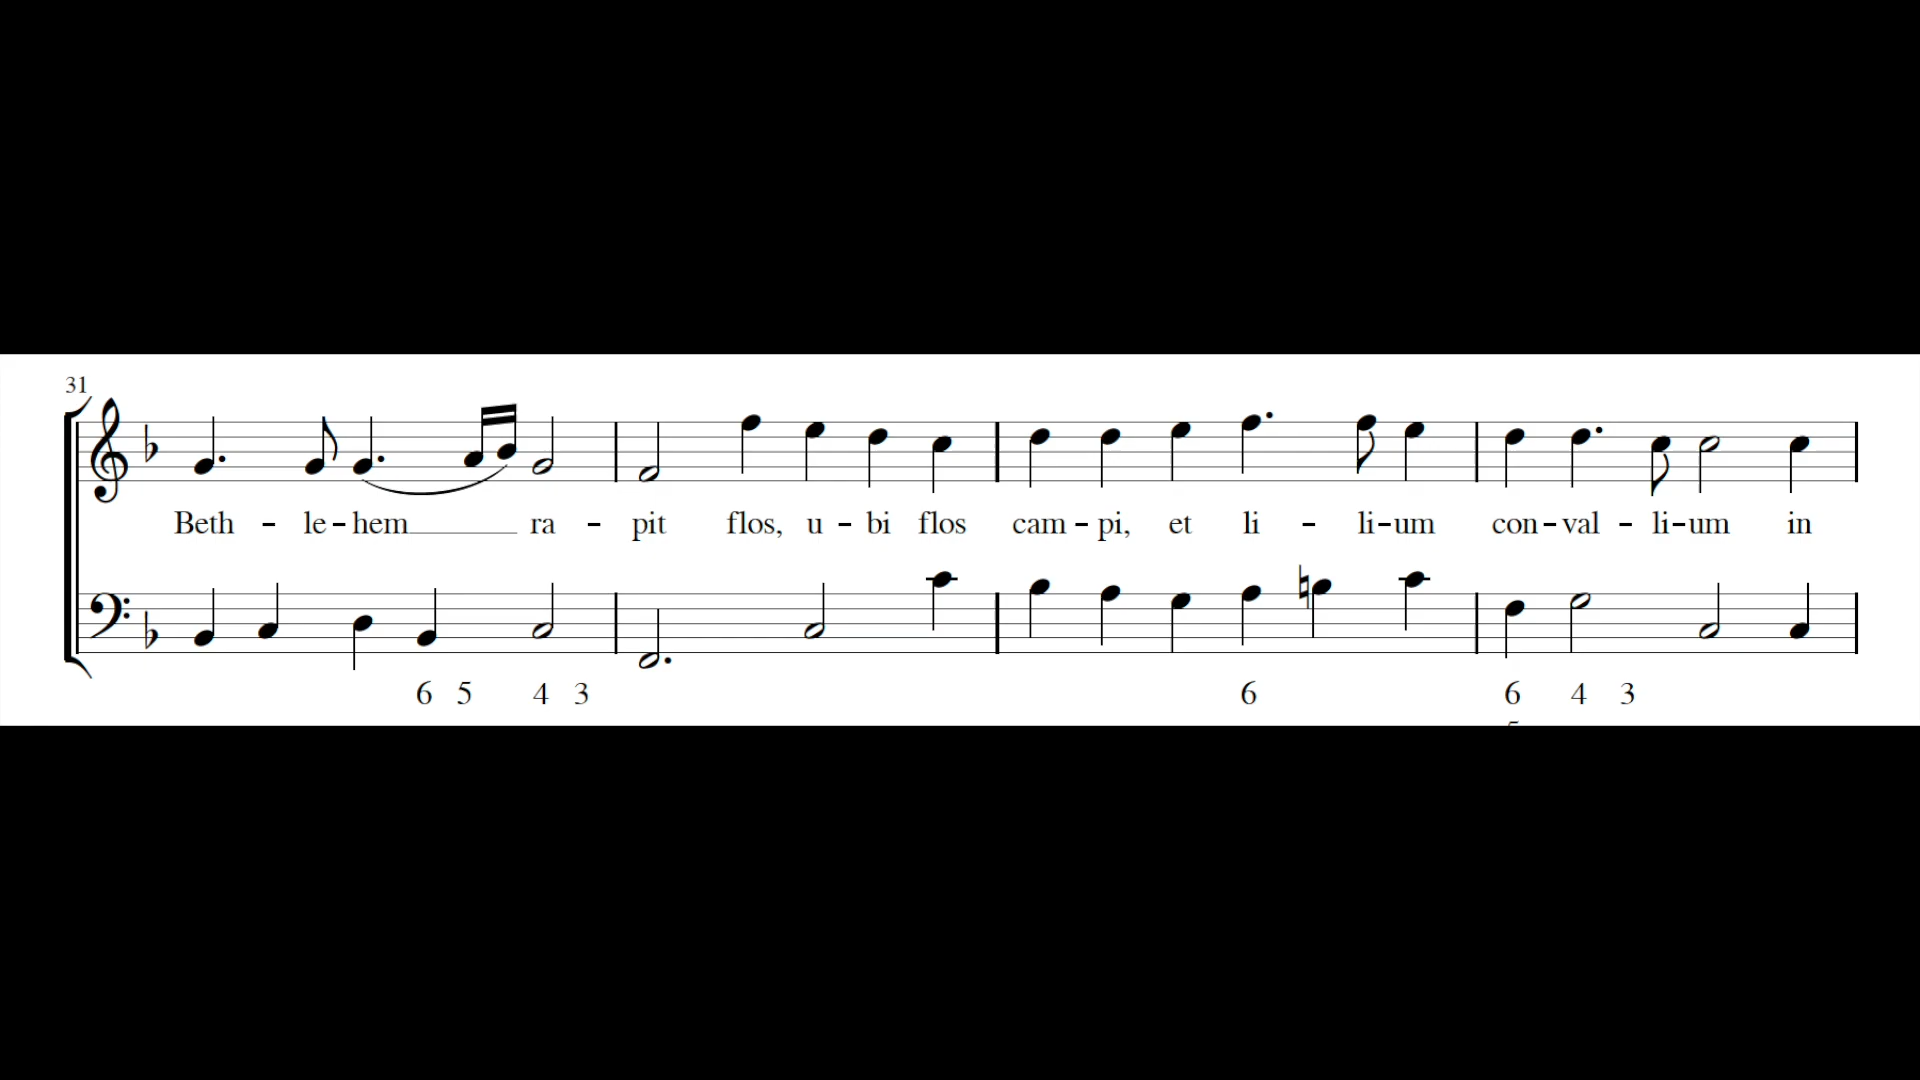 31
Beth - le - hem ra - pit flos, u - bi flos cam - pi, et li - li - um con - val - li - um in
6 5 4 3 6 6 4 3